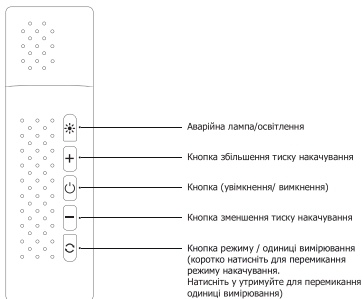 Аварійна лампа/освітлення
Кнопка збільшення тиску накачування
Кнопка (увімкнення/ вимкнення)
Кнопка зменшення тиску накачування
Кнопка режиму / одиниці вимірювання
(коротко натисніть для перемикання
режиму накачування.
Натисніть у утримуйте для перемикання
одиниці вимірювання)